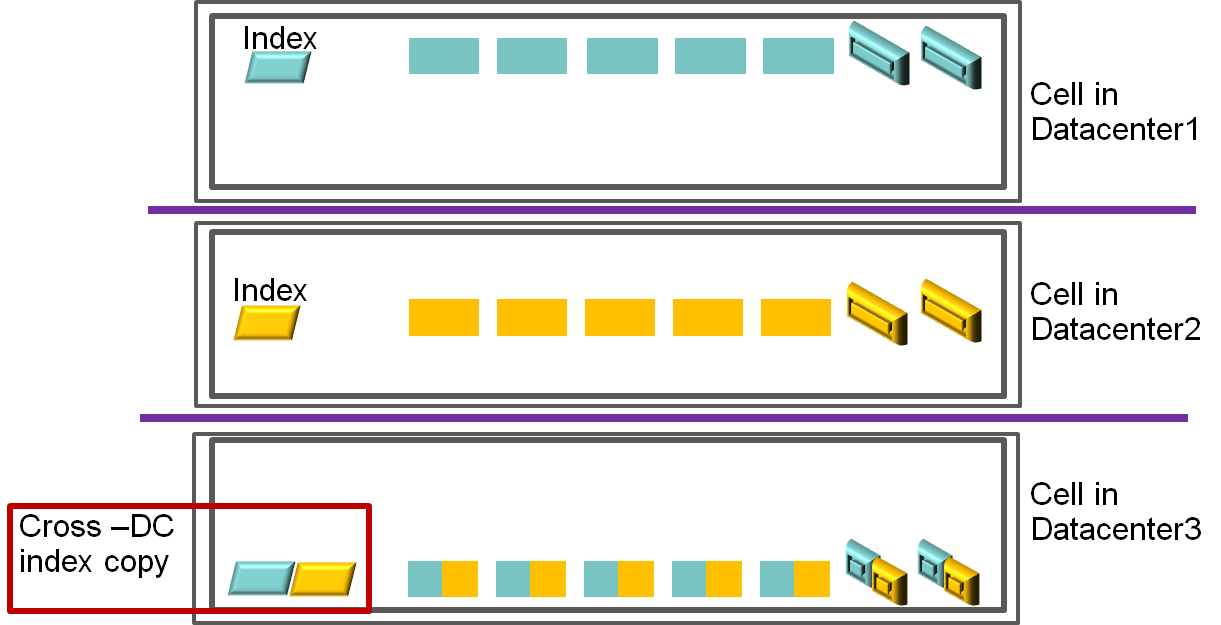 Index
Cell in
Datacenter1
Index
Cell in
Datacenter2
Cell in
Datacenter3
Cross –DC
index copy